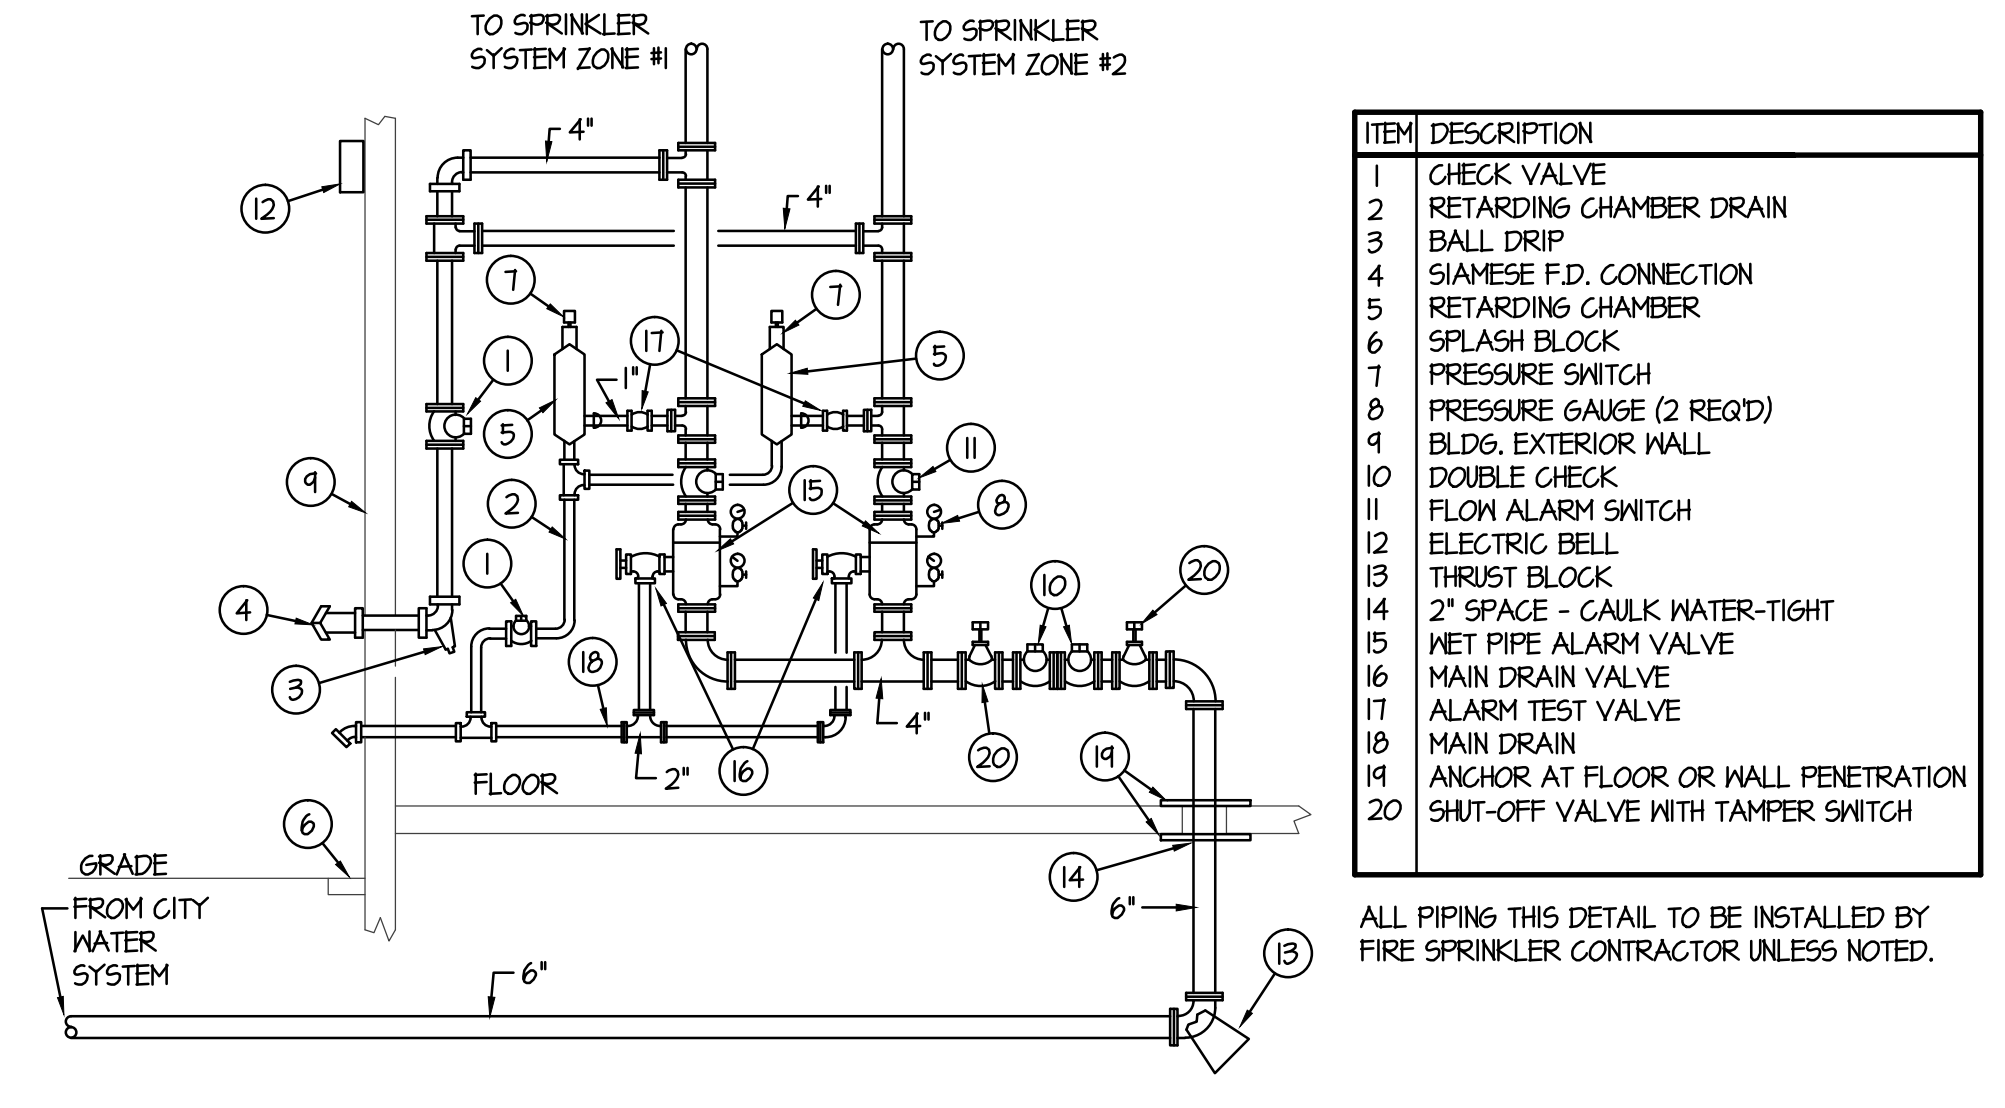 TO SPRINKLER
SYSTEM ZONE #1
TO SPRINKLER
SYSTEM ZONE #2
4"
4"
12
7
7
17
1
1"
5
5
9
11
15
2
8
1
10
20
4
18
3
4"
20
16
2"
19
FLOOR
6
14
GRADE
FROM CITY
WATER
SYSTEM
6"
13
6"
ITEM DESCRIPTION
1 CHECK VALVE
2 RETARDING CHAMBER DRAIN
3 BALL DRIP
4 SIAMESE F.D. CONNECTION
5 RETARDING CHAMBER
6 SPLASH BLOCK
7 PRESSURE SWITCH
8 PRESSURE GAUGE (2 REQ'D)
9 BLDG. EXTERIOR WALL
10 DOUBLE CHECK
11 FLOW ALARM SWITCH
12 ELECTRIC BELL
13 THRUST BLOCK
14 2" SPACE - CAULK WATER-TIGHT
15 WET PIPE ALARM VALVE
16 MAIN DRAIN VALVE
17 ALARM TEST VALVE
18 MAIN DRAIN
19 ANCHOR AT FLOOR OR WALL PENETRATION
20 SHUT-OFF VALVE WITH TAMPER SWITCH
ALL PIPING THIS DETAIL TO BE INSTALLED BY
FIRE SPRINKLER CONTRACTOR UNLESS NOTED.